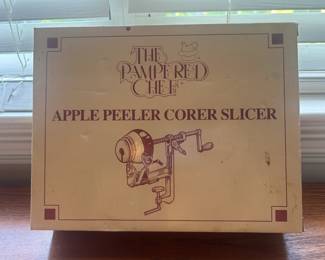 THE
PAMPERED
CHEF
APPLE PEELER CORER SLICER